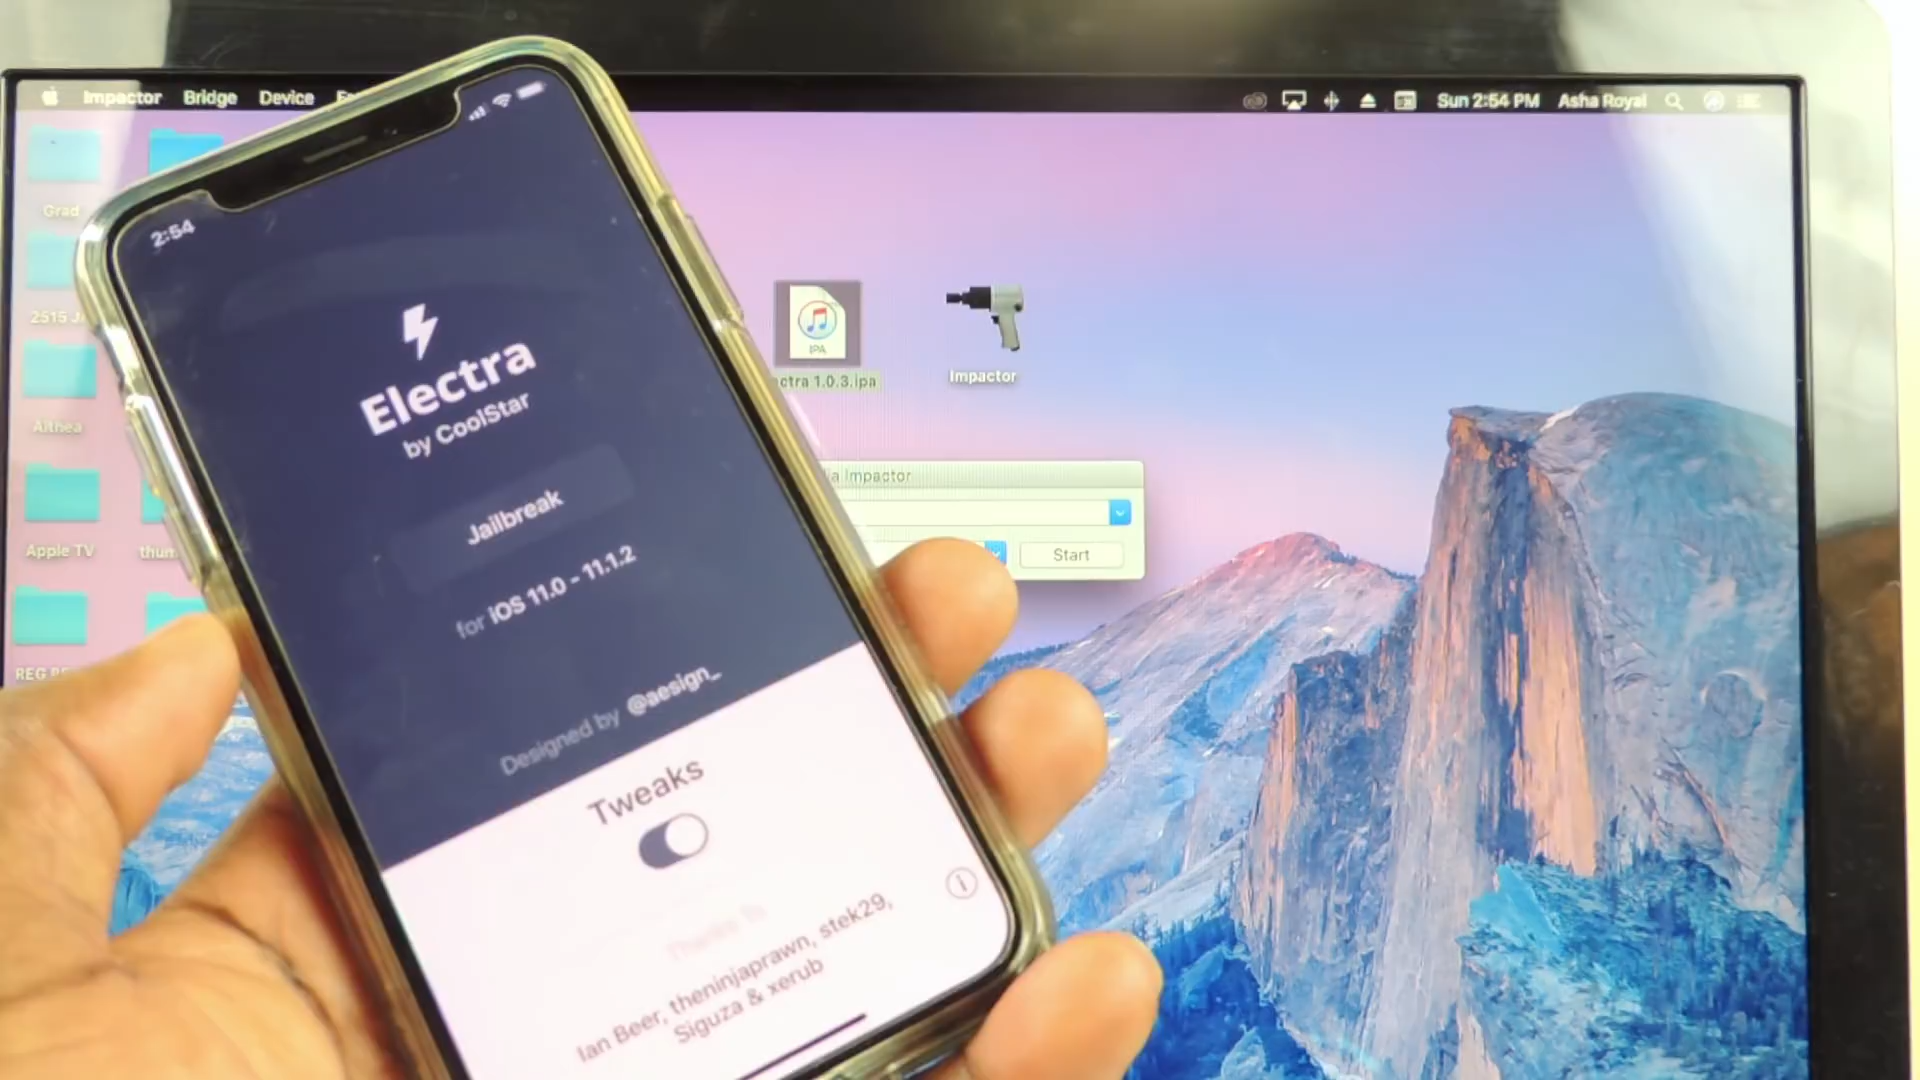 Impactor Bridge Device
Sun 2:54 PM Asha Royal
Grad
Althea
Apple TV
2:54
Electra
by CoolStar
Jailbreak
for iOS 11.0 - 11.1.2
Designed by @aesign_
Tweaks
Thanks To
Ian Beer, theninjaprawn, stek29,
Siguza & xerub
IPA
ctra 1.0.3.ipa
Impactor
Impactor
Start